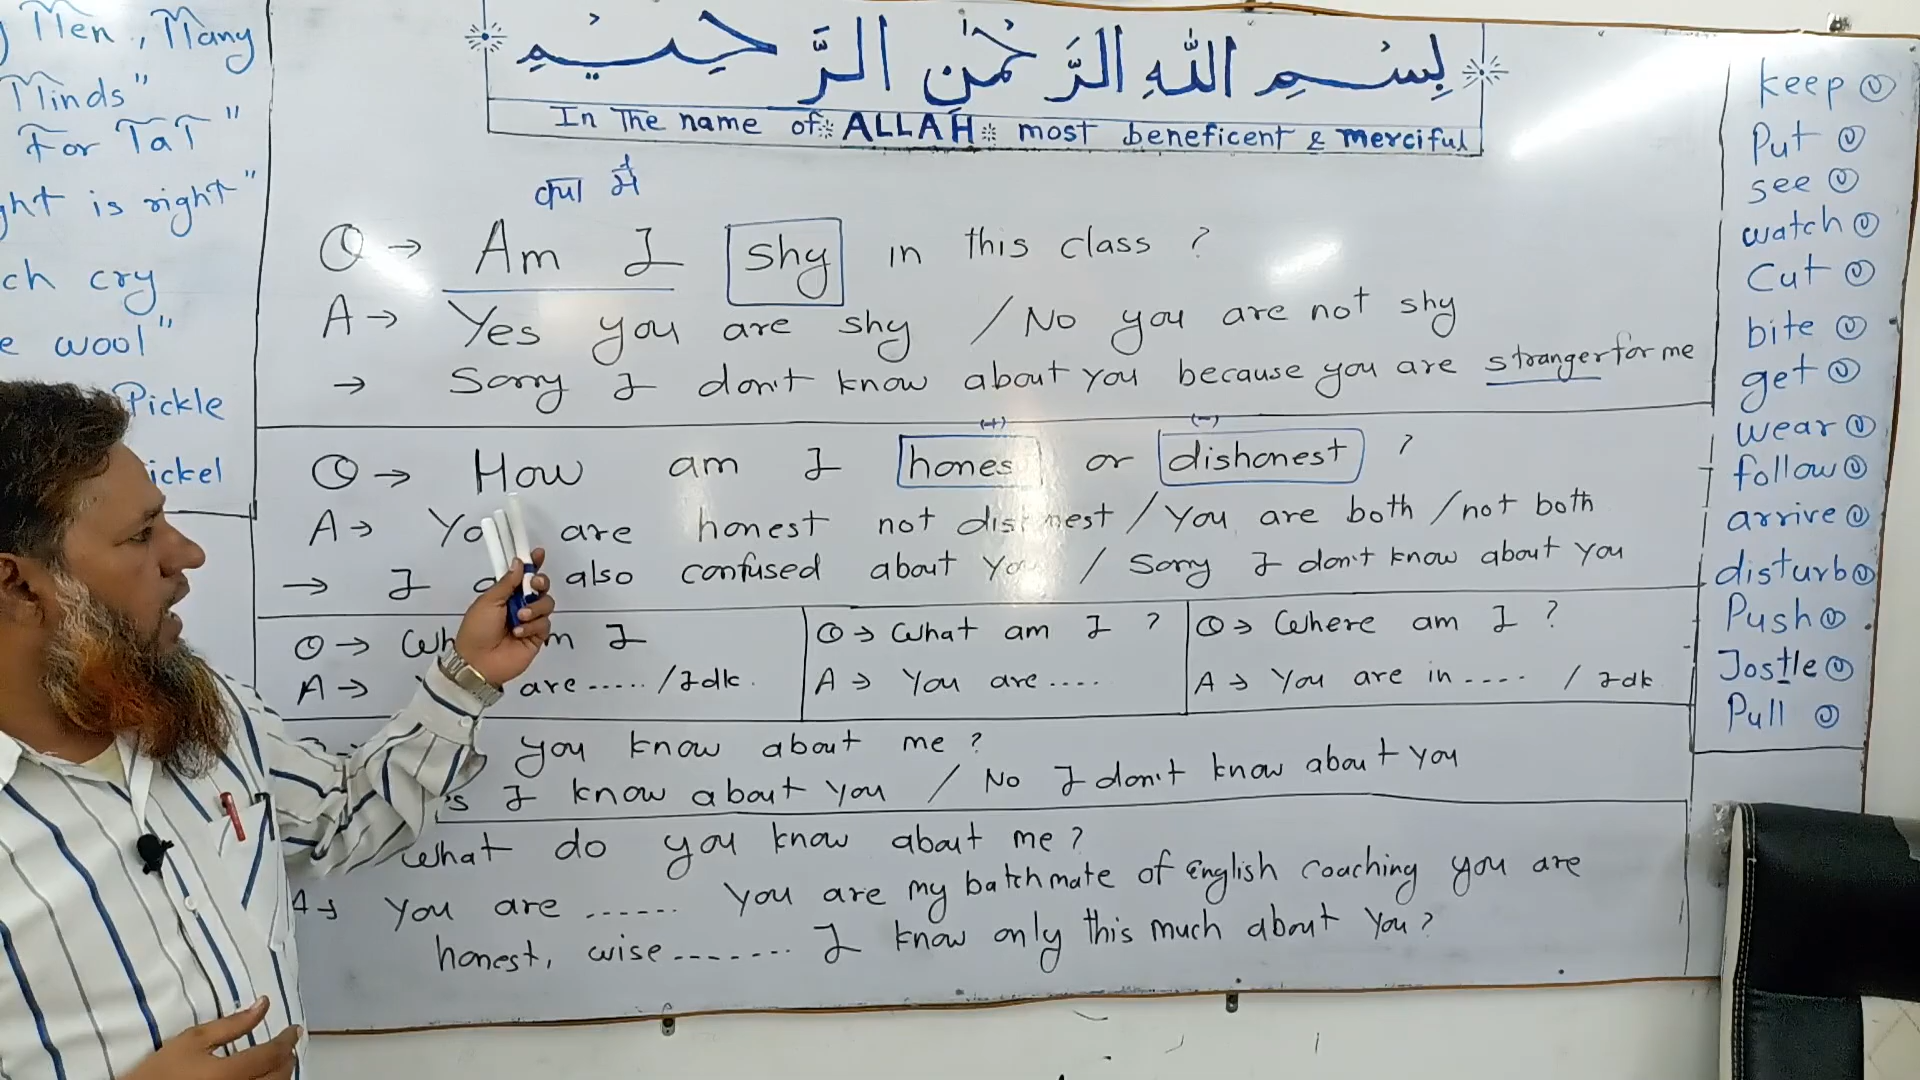 Men, Many
Minds"
For TaT"
ght is right"
ch cry
e wool"
Pickle
ickel
بِسْمِ اللهِ الرَّحْمٰنِ الرَّحِيْمِ
In The name of ALLAH most beneficent & merciful
क्या मैं
Q → Am I shy in this class ?
A → Yes you are shy / No you are not shy
→ Sorry I don't know about you because you are stranger for me
(+) (-)
Q → How am I hones or dishonest ?
A → You are honest not dishonest / You are both / not both
→ I also confused about you / Sorry I don't know about you
Q → am I
A → are ..... / Idk.
Q → What am I ?
A → You are ....
Q → Where am I ?
A → You are in .... / Idk
you know about me ?
s I know about you / No I don't know about you
What do you know about me ?
A → You are ...... You are my batchmate of English coaching you are
honest, wise ....... I know only this much about you ?
keep (v)
Put (v)
see (v)
watch (v)
Cut (v)
bite (v)
get (v)
wear (v)
follow (v)
arrive (v)
disturb (v)
Push (v)
Jostle (v)
Pull (v)